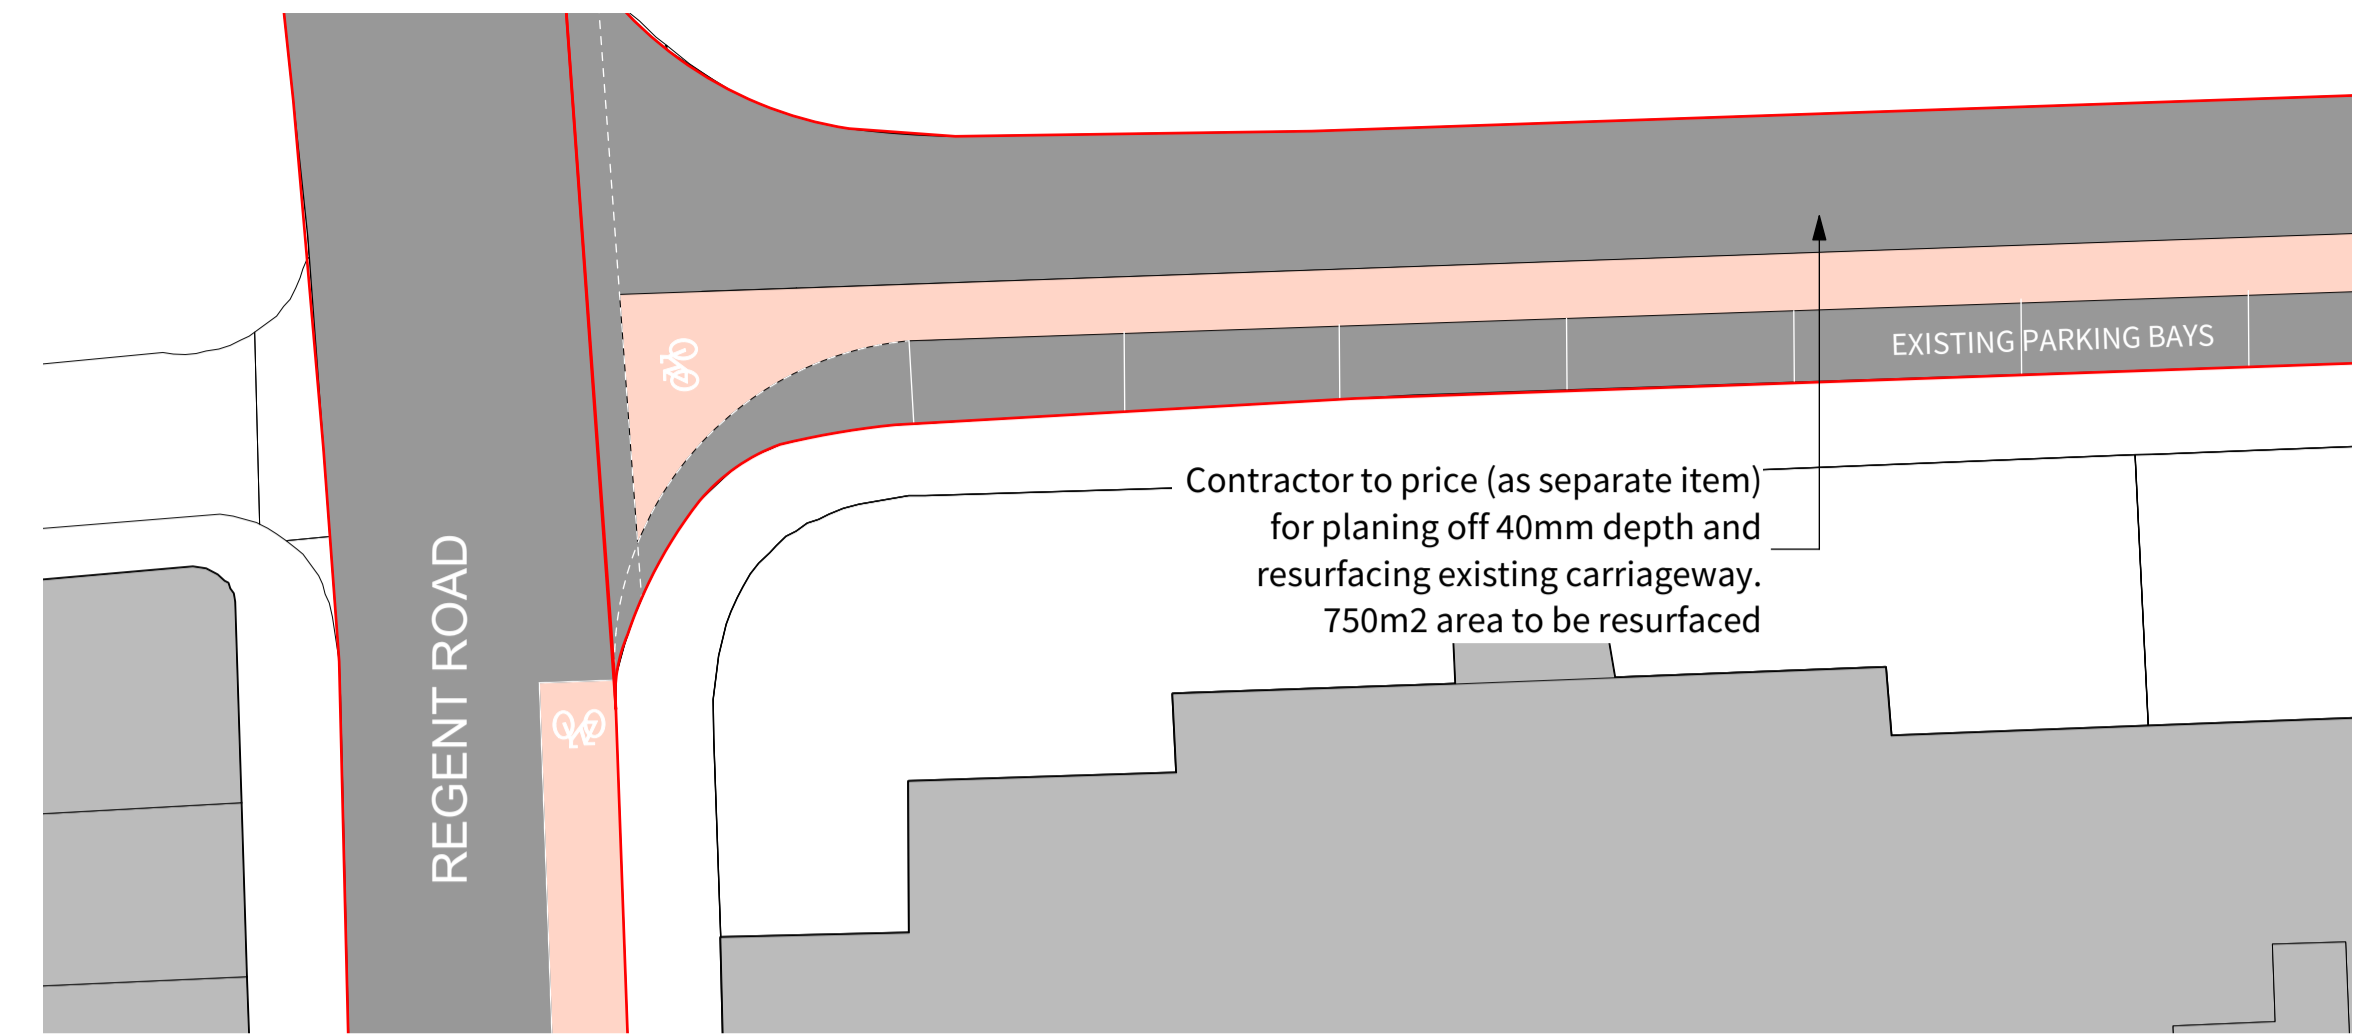 EXISTING PARKING BAYS
Contractor to price (as separate item)
for planing off 40mm depth and
resurfacing existing carriageway.
750m2 area to be resurfaced
REGENT ROAD